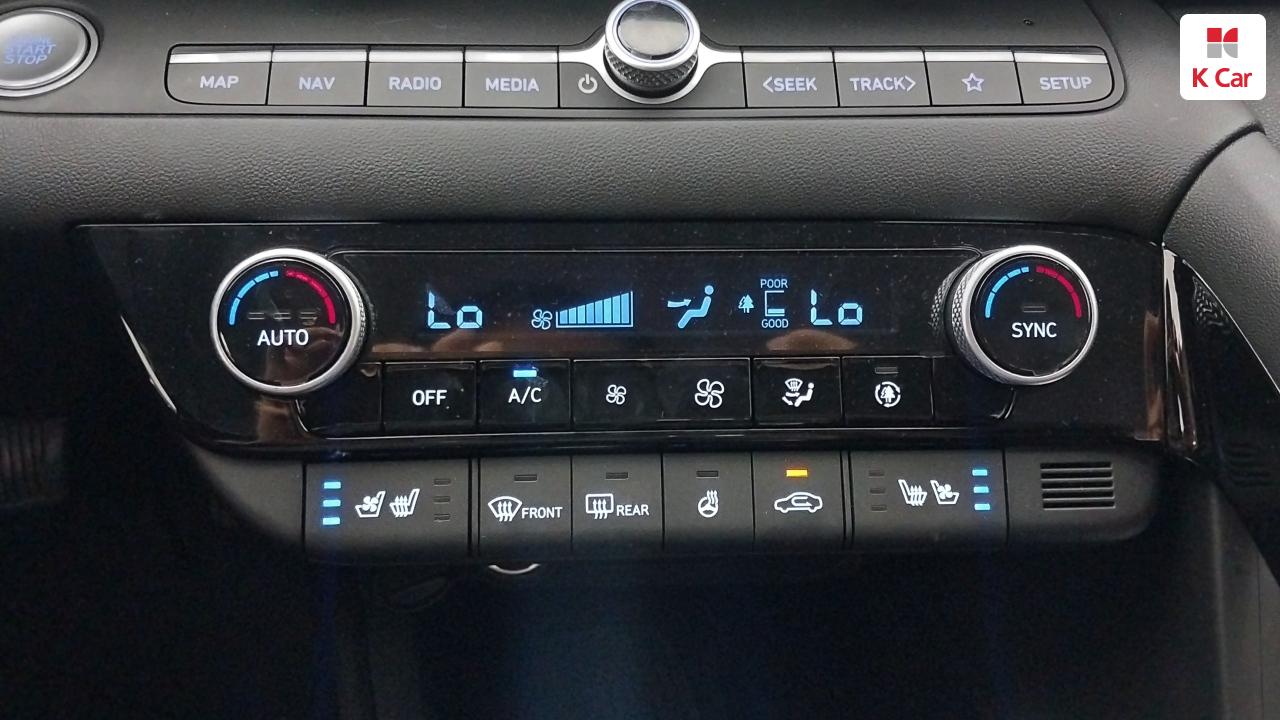 START
STOP
MAP
NAV
RADIO
MEDIA
<SEEK
TRACK>
SETUP
K Car
AUTO
Lo
POOR
GOOD
Lo
SYNC
OFF
A/C
FRONT
REAR